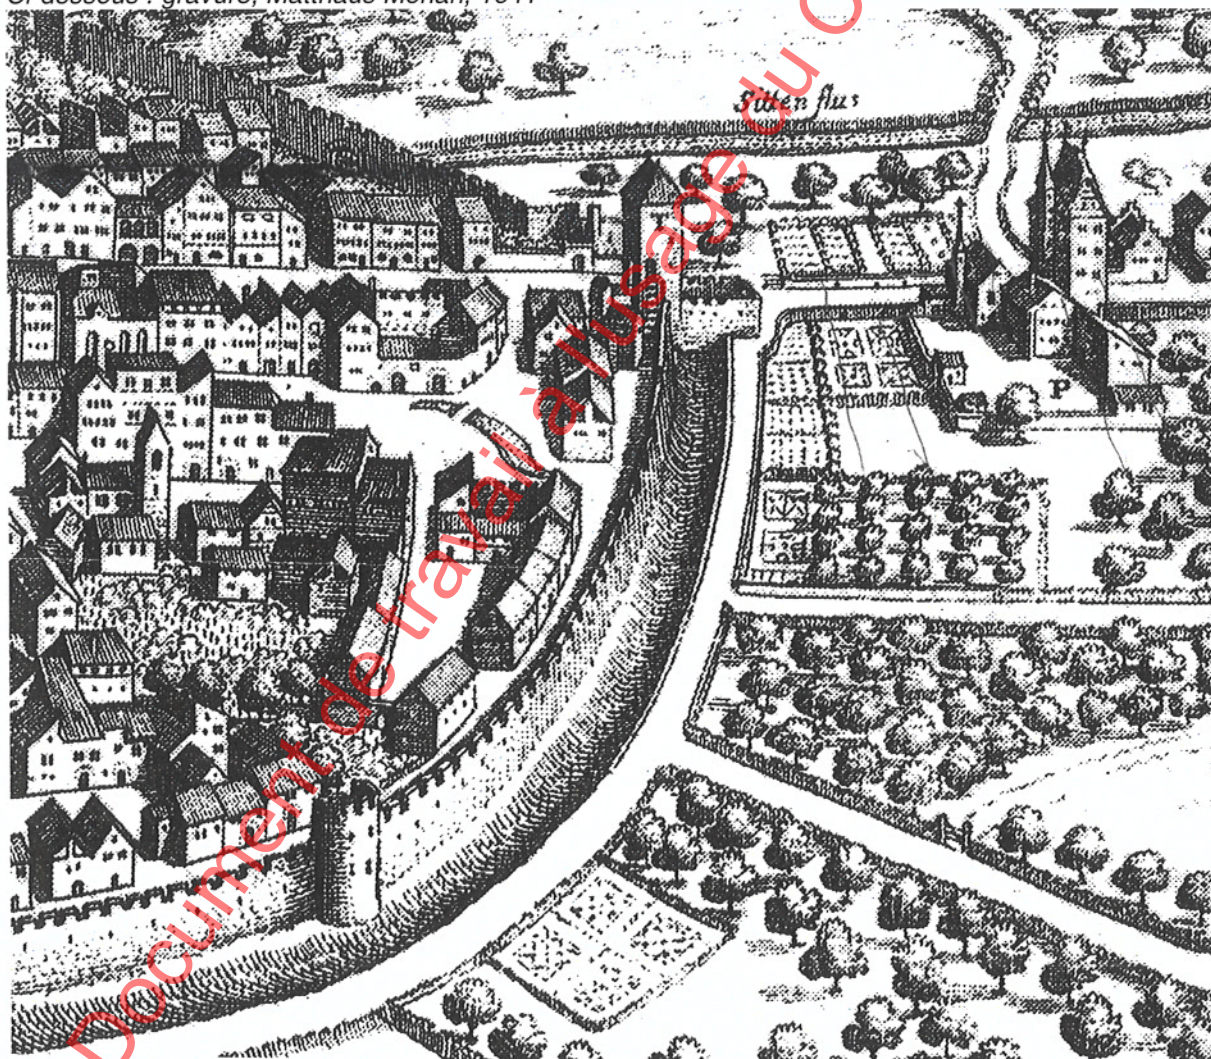 Ci-dessous : gravure, Matthäus Merian, 1641
Sitten flus
P
Document de travail à l'usage du C